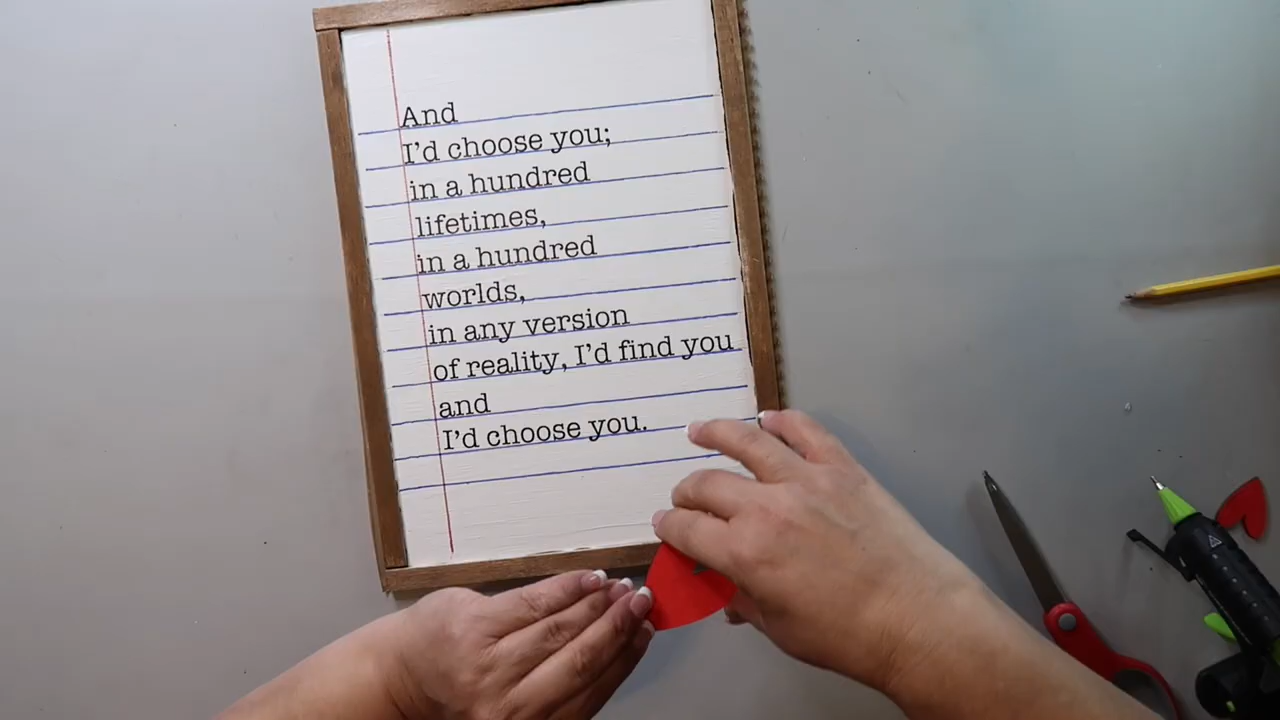 And
I'd choose you;
in a hundred
lifetimes,
in a hundred
worlds,
in any version
of reality, I'd find you
and
I'd choose you.